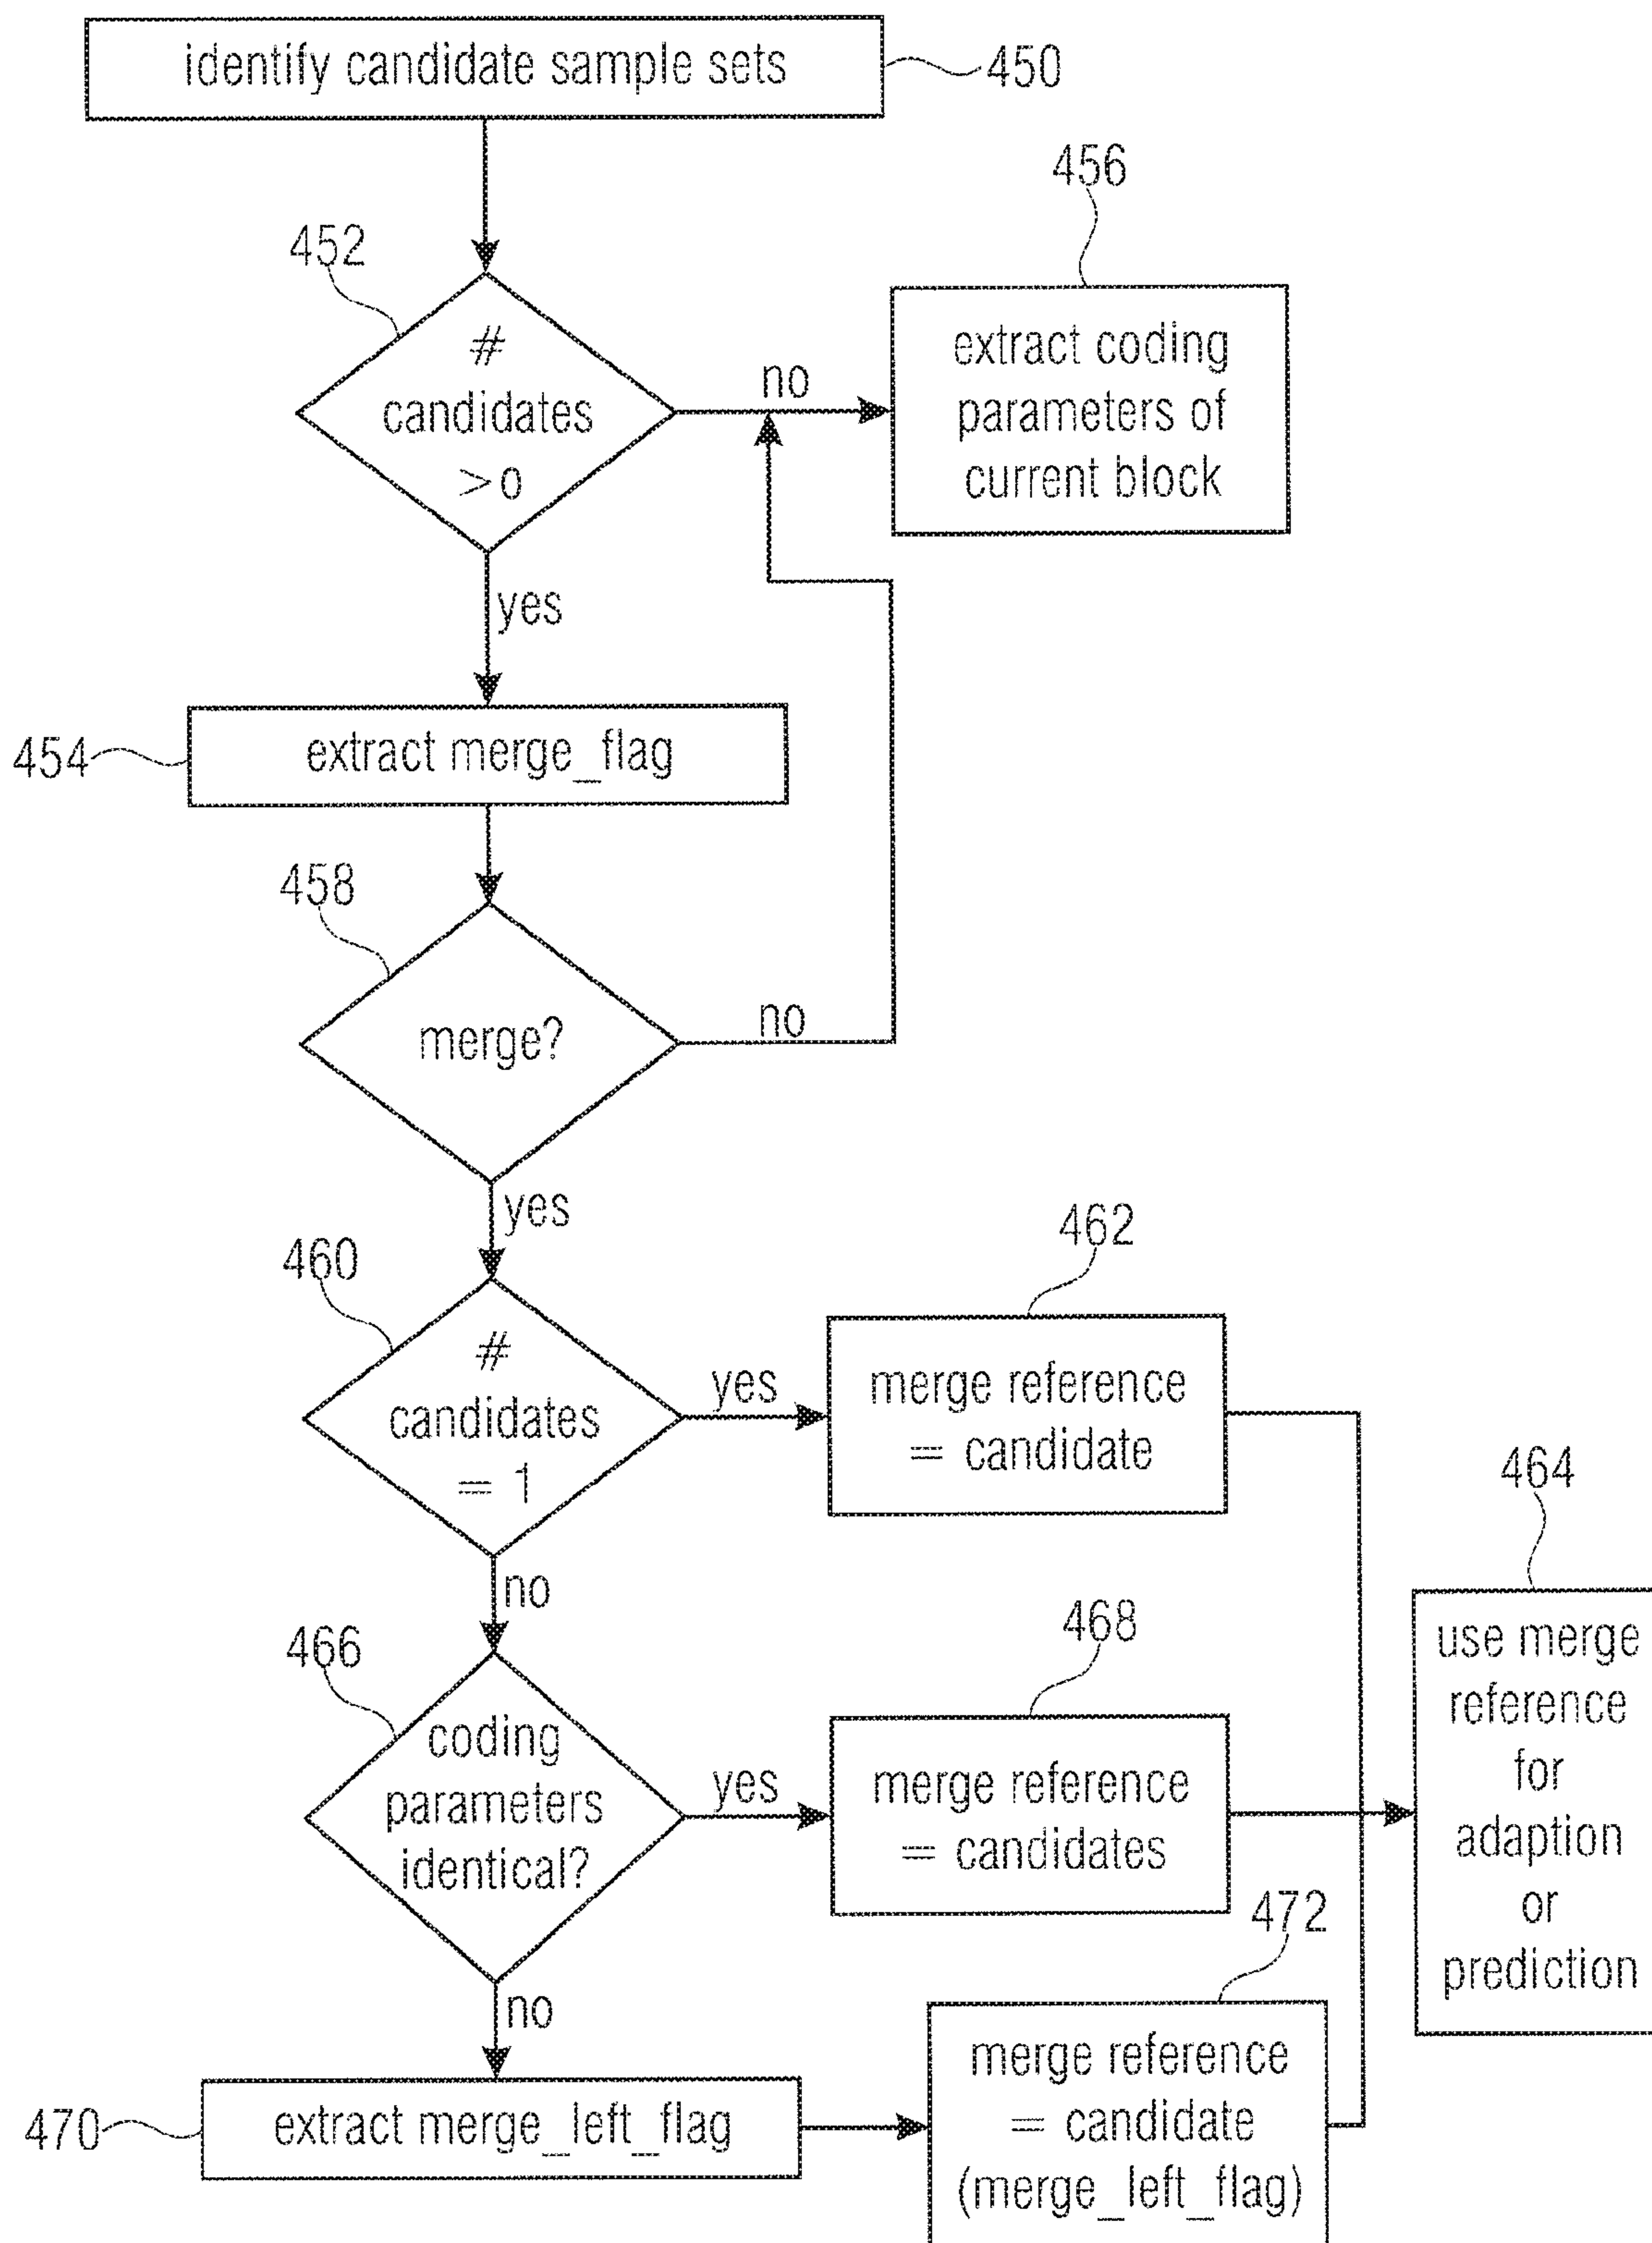 identify candidate sample sets
450
456
452
#
candidates
>o
no
extract coding
parameters of
current block
yes
454
extract merge_flag
458
merge?
no
yes
460
462
#
candidates
= 1
yes
merge reference
= candidate
464
no
466
468
coding
parameters
identical?
yes
merge reference
= candidates
use merge
reference
for
adaption
or
prediction
no
472
470
extract merge_left_flag
merge reference
= candidate
(merge_left_flag)